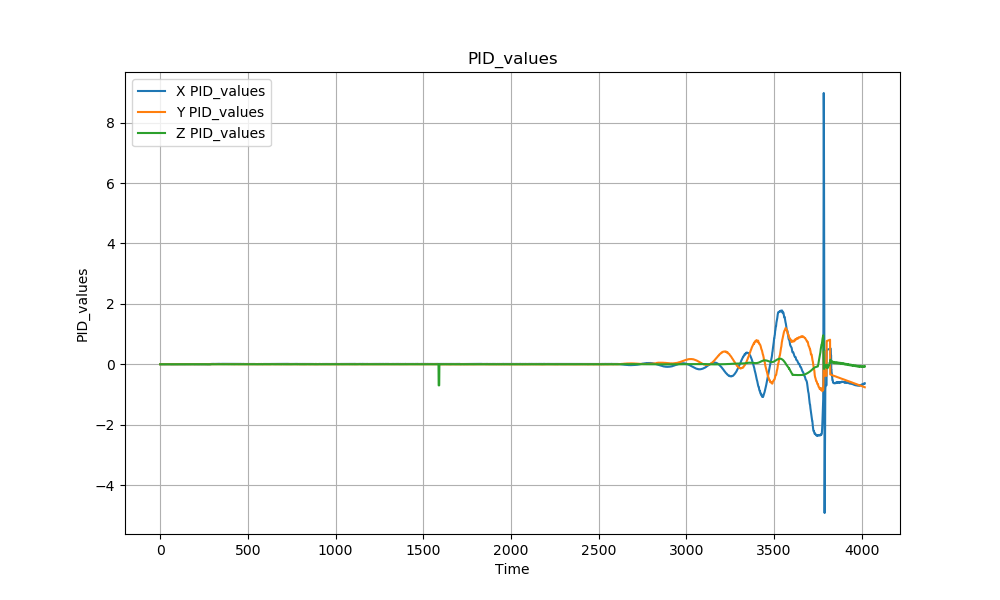 PID_values
X PID_values
Y PID_values
Z PID_values
PID_values
8
6
4
2
0
−2
−4
0 500 1000 1500 2000 2500 3000 3500 4000
Time